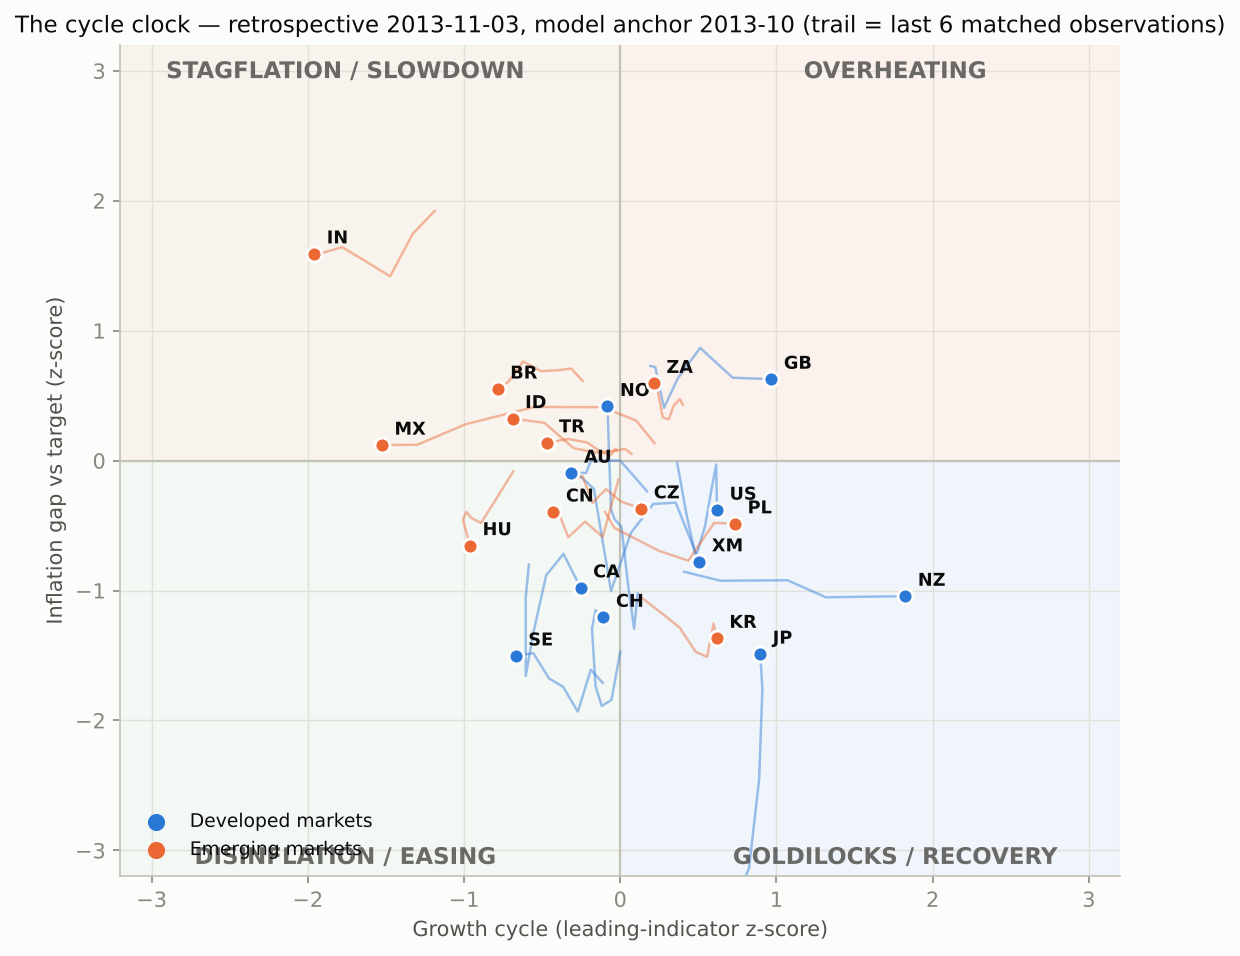 The cycle clock — retrospective 2013-11-03, model anchor 2013-10 (trail = last 6 matched observations)
STAGFLATION / SLOWDOWN
OVERHEATING
3
2
1
0
−1
−2
−3
IN
GB
ZA
BR
NO
ID
TR
MX
AU
CN
CZ
US
PL
HU
XM
CA
NZ
CH
KR
SE
JP
Inflation gap vs target (z-score)
Developed markets
Emerging markets
DISINFLATION / EASING
GOLDILOCKS / RECOVERY
−3
−2
−1
0
1
2
3
Growth cycle (leading-indicator z-score)